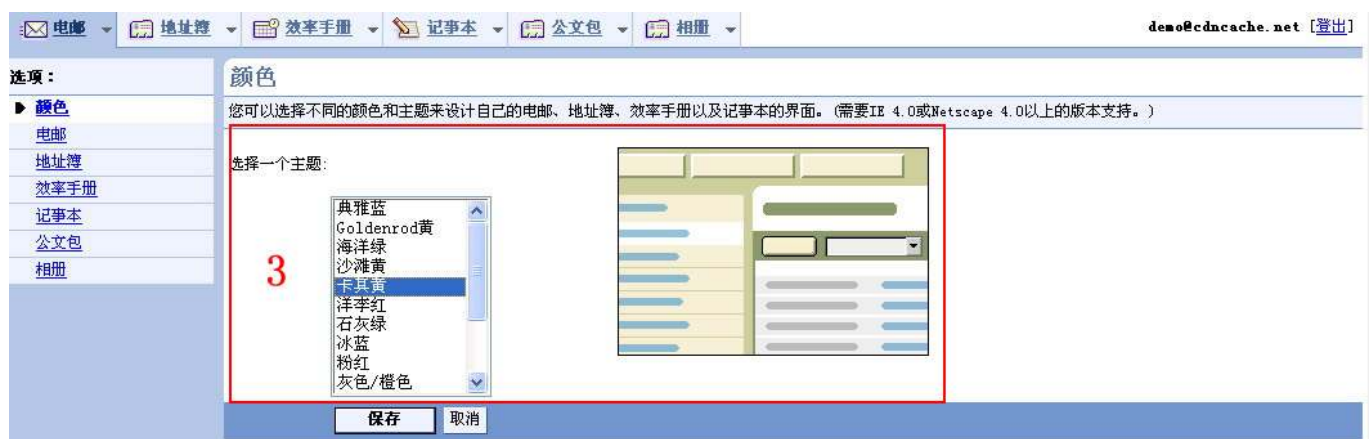 电邮 地址簿 效率手册 记事本 公文包 相册 demo@cdncache.net [登出]
选项：
颜色
电邮
地址簿
效率手册
记事本
公文包
相册
颜色
您可以选择不同的颜色和主题来设计自己的电邮、地址簿、效率手册以及记事本的界面。(需要IE 4.0或Netscape 4.0以上的版本支持。)
选择一个主题:
3
典雅蓝
Goldenrod黄
海洋绿
沙滩黄
卡其黄
洋李红
石灰绿
冰蓝
粉红
灰色/橙色
保存 取消